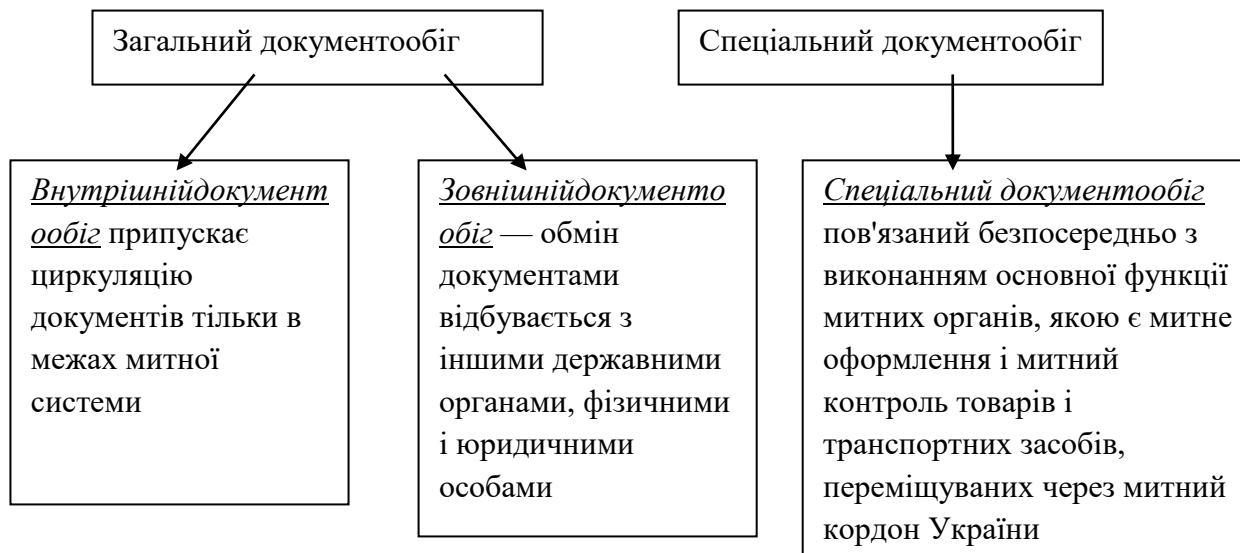 Загальний документообіг
Спеціальний документообіг
Внутрішнійдокумент
ообіг припускає
циркуляцію
документів тільки в
межах митної
системи
Зовнішнійдокументо
обіг — обмін
документами
відбувається з
іншими державними
органами, фізичними
і юридичними
особами
Спеціальний документообіг
пов'язаний безпосередньо з
виконанням основної функції
митних органів, якою є митне
оформлення і митний
контроль товарів і
транспортних засобів,
переміщуваних через митний
кордон України